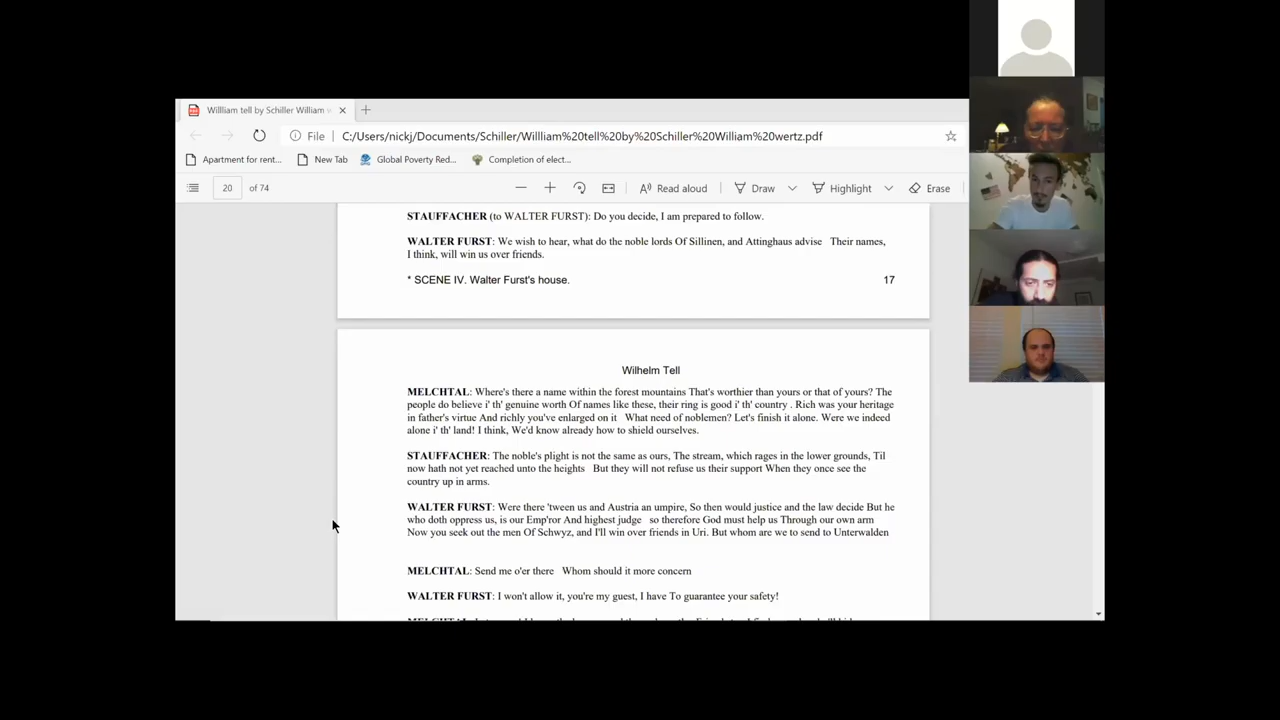 Willliam tell by Schiller William
File C:/Users/nickj/Documents/Schiller/Willliam%20tell%20by%20Schiller%20William%20wertz.pdf
Apartment for rent... New Tab Global Poverty Red... Completion of elect...
20 of 74 Read aloud Draw Highlight Erase
STAUFFACHER (to WALTER FURST): Do you decide, I am prepared to follow.
WALTER FURST: We wish to hear, what do the noble lords Of Sillinen, and Attinghaus advise Their names,
I think, will win us over friends.
* SCENE IV. Walter Furst's house. 17
Wilhelm Tell
MELCHTAL: Where's there a name within the forest mountains That's worthier than yours or that of yours? The
people do believe i' th' genuine worth Of names like these, their ring is good i' th' country . Rich was your heritage
in father's virtue And richly you've enlarged on it What need of noblemen? Let's finish it alone. Were we indeed
alone i' th' land! I think, We'd know already how to shield ourselves.
STAUFFACHER: The noble's plight is not the same as ours, The stream, which rages in the lower grounds, Til
now hath not yet reached unto the heights But they will not refuse us their support When they once see the
country up in arms.
WALTER FURST: Were there 'tween us and Austria an umpire, So then would justice and the law decide But he
who doth oppress us, is our Emp'ror And highest judge so therefore God must help us Through our own arm
Now you seek out the men Of Schwyz, and I'll win over friends in Uri. But whom are we to send to Unterwalden
MELCHTAL: Send me o'er there Whom should it more concern
WALTER FURST: I won't allow it, you're my guest, I have To guarantee your safety!